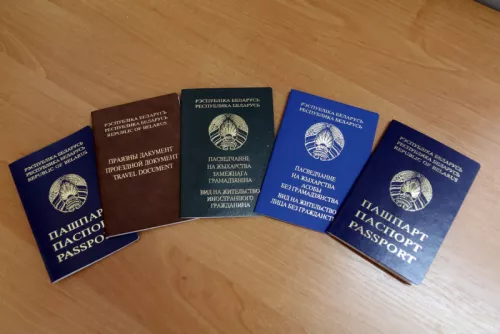 РЭСПУБЛІКА БЕЛАРУСЬ
РЕСПУБЛИКА БЕЛАРУСЬ
REPUBLIC OF BELARUS
ПАШПАРТ
ПАСПОРТ
PASSPORT
РЭСПУБЛІКА БЕЛАРУСЬ
РЕСПУБЛИКА БЕЛАРУСЬ
REPUBLIC OF BELARUS
ПРАЯЗНЫ ДАКУМЕНТ
ПРОЕЗДНОЙ ДОКУМЕНТ
TRAVEL DOCUMENT
РЭСПУБЛІКА БЕЛАРУСЬ
РЕСПУБЛИКА БЕЛАРУСЬ
ПАСВЕДЧАННЕ
НА ЖЫХАРСТВА
ЗАМЕЖНАГА
ГРАМАДЗЯНІНА
ВИД НА ЖИТЕЛЬСТВО
ИНОСТРАННОГО
ГРАЖДАНИНА
РЭСПУБЛІКА БЕЛАРУСЬ
РЕСПУБЛИКА БЕЛАРУСЬ
ПАСВЕДЧАННЕ
НА ЖЫХАРСТВА
АСОБЫ
БЕЗ ГРАМАДЗЯНСТВА
ВИД НА ЖИТЕЛЬСТВО
ЛИЦА БЕЗ ГРАЖДАНСТВ
РЭСПУБЛІКА БЕЛАРУСЬ
РЕСПУБЛИКА БЕЛАРУСЬ
REPUBLIC OF BELARUS
ПАШПАРТ
ПАСПОРТ
PASSPORT